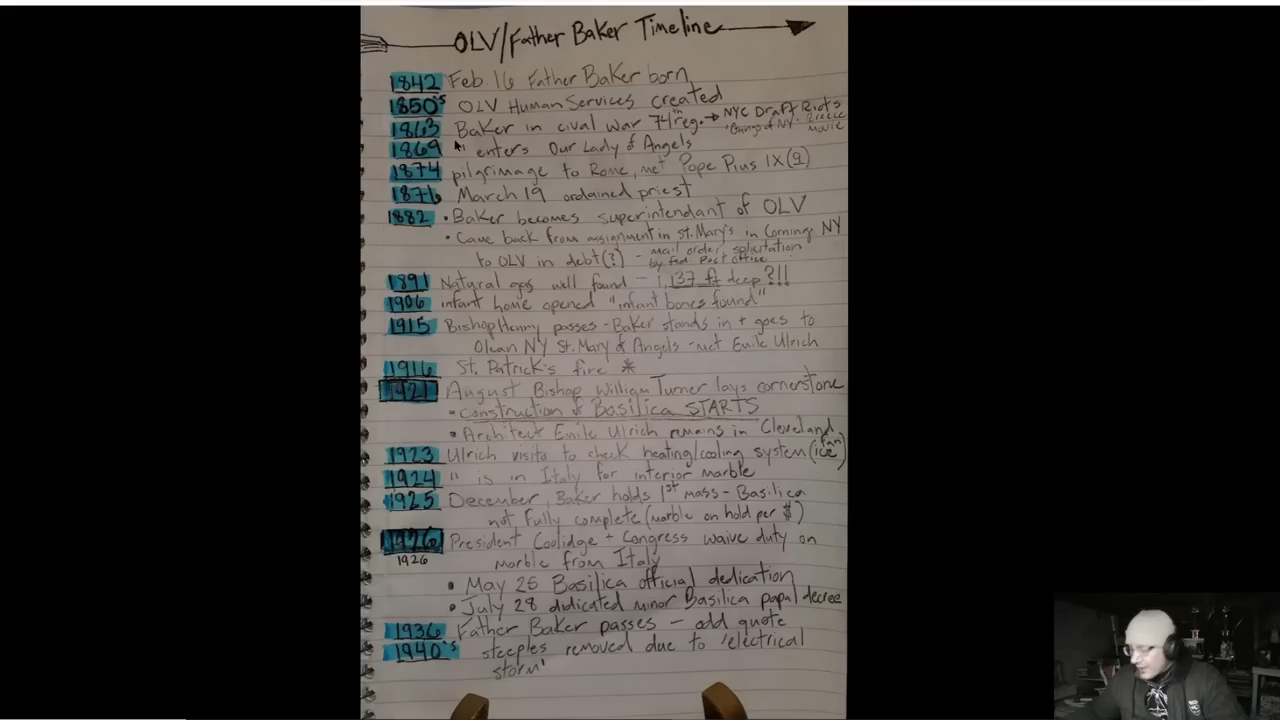 OLV/Father Baker Timeline
1842 Feb 16 Father Baker born
1850's OLV Human Services created
1863 Baker in cival War 74th reg. → NYC Draft Riots
"Gangs of NY" movie
1869 " enters Our Lady of Angels
1874 pilgrimage to Rome, met Pope Pius IX (9)
1876 March 19 ordained priest
1882 • Baker becomes superintendant of OLV
• Came back from assignment in St. Mary's in Corning NY
to OLV in debt(?) - mail order solicitation
by Fed Post office
1891 Natural gas well found - 1,137 ft deep?!!
1906 infant home opened "infant bones found"
1915 Bishop Henny passes - Baker stands in + goes to
Olean NY St. Mary of Angels - met Emile Ulrich
1916 St. Patrick's fire *
1921 August Bishop William Turner lays cornerstone
• construction of Basilica STARTS
• Architect Emile Ulrich remains in Cleveland
1923 Ulrich visits to check heating/cooling system (ice fan)
1924 " is in Italy for interior marble
1925 December, Baker holds 1st mass - Basilica
not fully complete (marble on hold per $)
1926 President Coolidge + Congress waive duty on
1926 marble from Italy
• May 25 Basilica official dedication
• July 28 didicated minor Basilica papal decree
1936 Father Baker passes - add quote
1940's steeples removed due to 'electrical
storm'